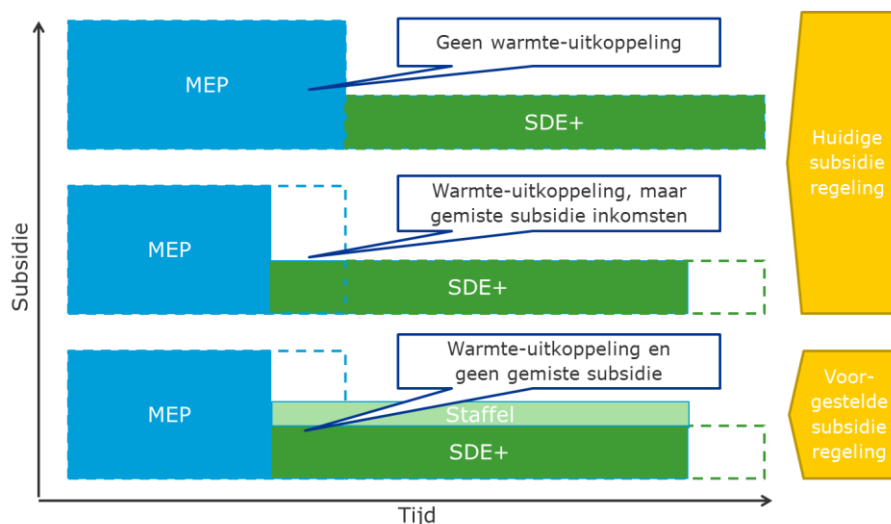 Geen warmte-uitkoppeling
MEP
SDE+
Huidige
subsidie
regeling
Warmte-uitkoppeling, maar
gemiste subsidie inkomsten
MEP
SDE+
Subsidie
Warmte-uitkoppeling en
geen gemiste subsidie
MEP
Staffel
SDE+
Voor-
gestelde
subsidie
regeling
Tijd